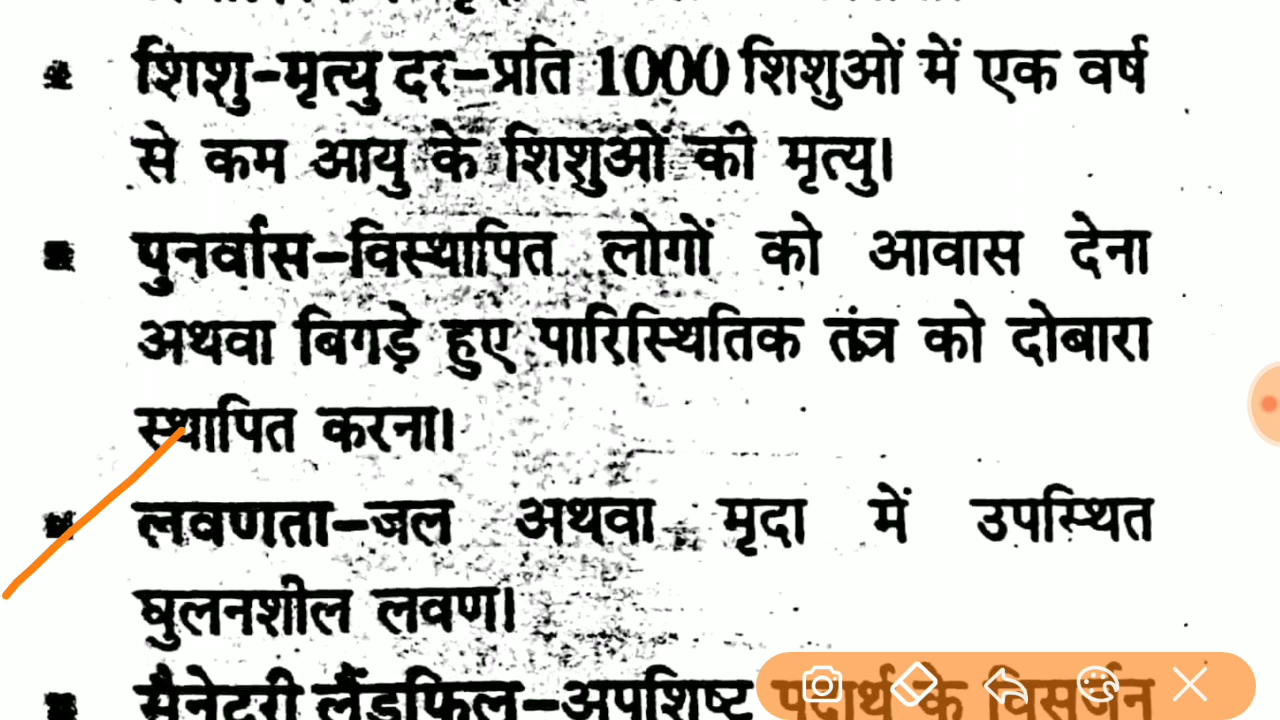 शिशु-मृत्यु दर-प्रति 1000 शिशुओं में एक वर्ष
से कम आयु के शिशुओं की मृत्यु।
पुनर्वास-विस्थापित लोगों को आवास देना
अथवा बिगड़े हुए पारिस्थितिक तंत्र को दोबारा
स्थापित करना।
लवणता-जल अथवा मृदा में उपस्थित
घुलनशील लवण।
सैनेटरी लैंडफिल-अपशिष्ट पदार्थ के विसर्जन